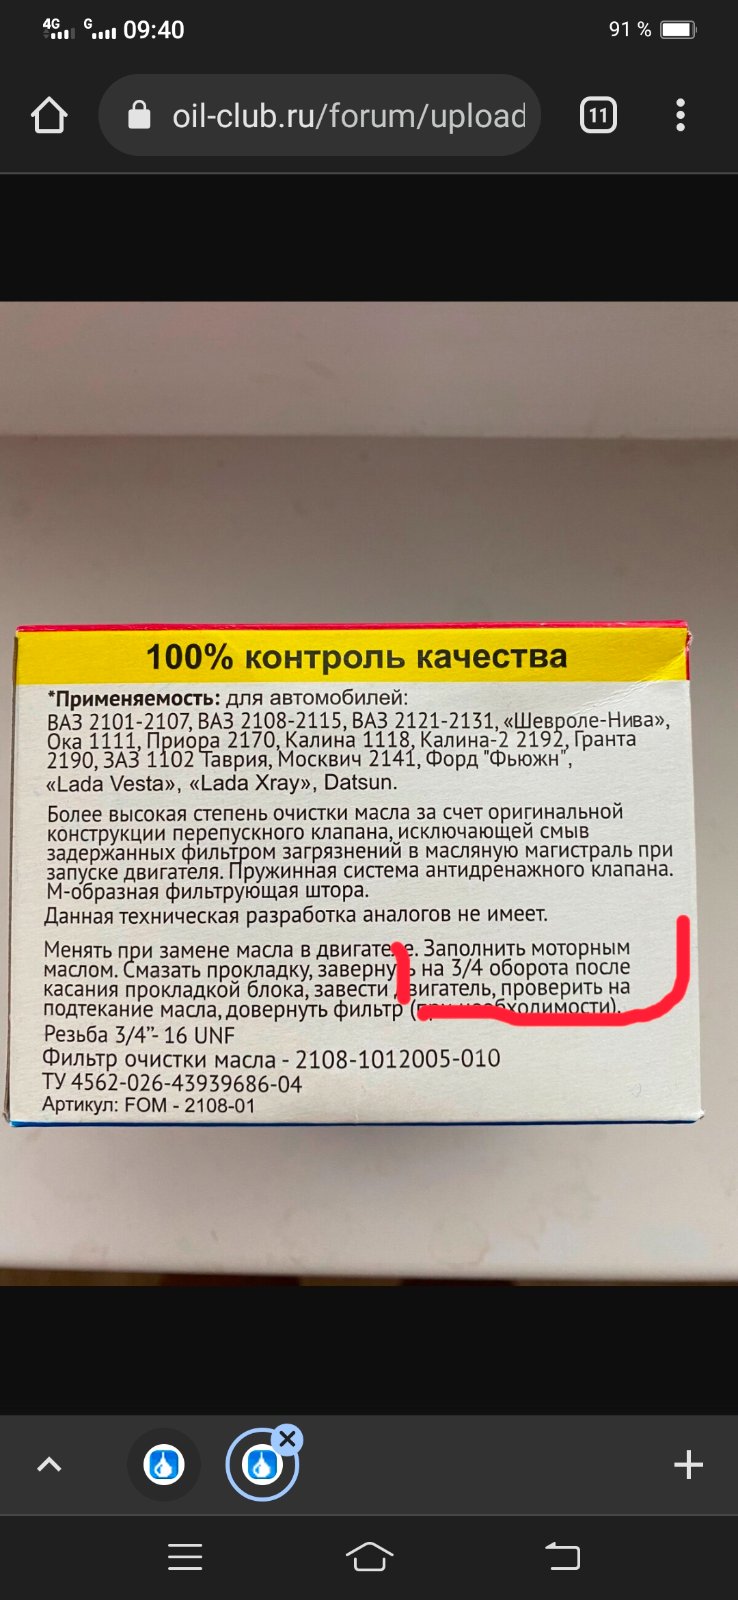 4G G 09:40 91 %
oil-club.ru/forum/upload 11
100% контроль качества
*Применяемость: для автомобилей:
ВАЗ 2101-2107, ВАЗ 2108-2115, ВАЗ 2121-2131, «Шевроле-Нива»,
Ока 1111, Приора 2170, Калина 1118, Калина-2 2192, Гранта
2190, ЗАЗ 1102 Таврия, Москвич 2141, Форд "Фьюжн",
«Lada Vesta», «Lada Xray», Datsun.
Более высокая степень очистки масла за счет оригинальной
конструкции перепускного клапана, исключающей смыв
задержанных фильтром загрязнений в масляную магистраль при
запуске двигателя. Пружинная система антидренажного клапана.
М-образная фильтрующая штора.
Данная техническая разработка аналогов не имеет.
Менять при замене масла в двигателе. Заполнить моторным
маслом. Смазать прокладку, завернуть на 3/4 оборота после
касания прокладкой блока, завести двигатель, проверить на
подтекание масла, довернуть фильтр (при необходимости).
Резьба 3/4”- 16 UNF
Фильтр очистки масла - 2108-1012005-010
ТУ 4562-026-43939686-04
Артикул: FOM - 2108-01